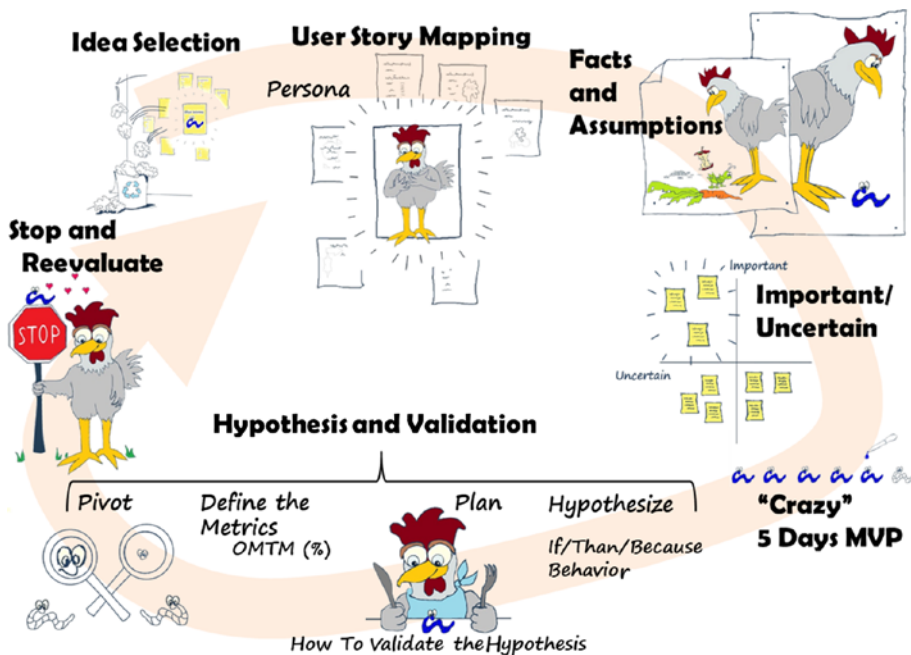 Idea Selection
User Story Mapping
Persona
Facts
and
Assumptions
Stop and
Reevaluate
STOP
Important
Important/
Uncertain
Uncertain
Hypothesis and Validation
Pivot
Define the
Metrics
OMTM (%)
Plan
Hypothesize
If/Than/Because
Behavior
"Crazy"
5 Days MVP
How To Validate the Hypothesis